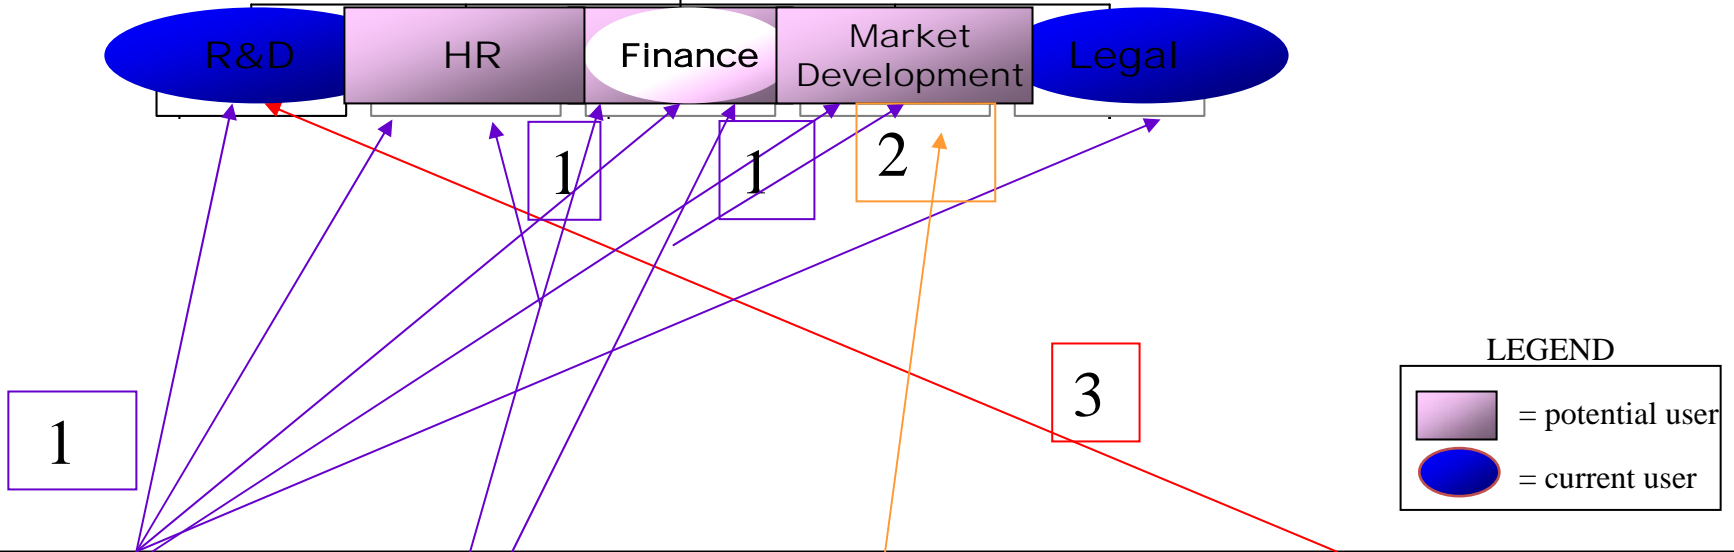 R&D
HR
Finance
Market
Development
Legal
1
1
2
LEGEND
3
= potential user
1
= current user